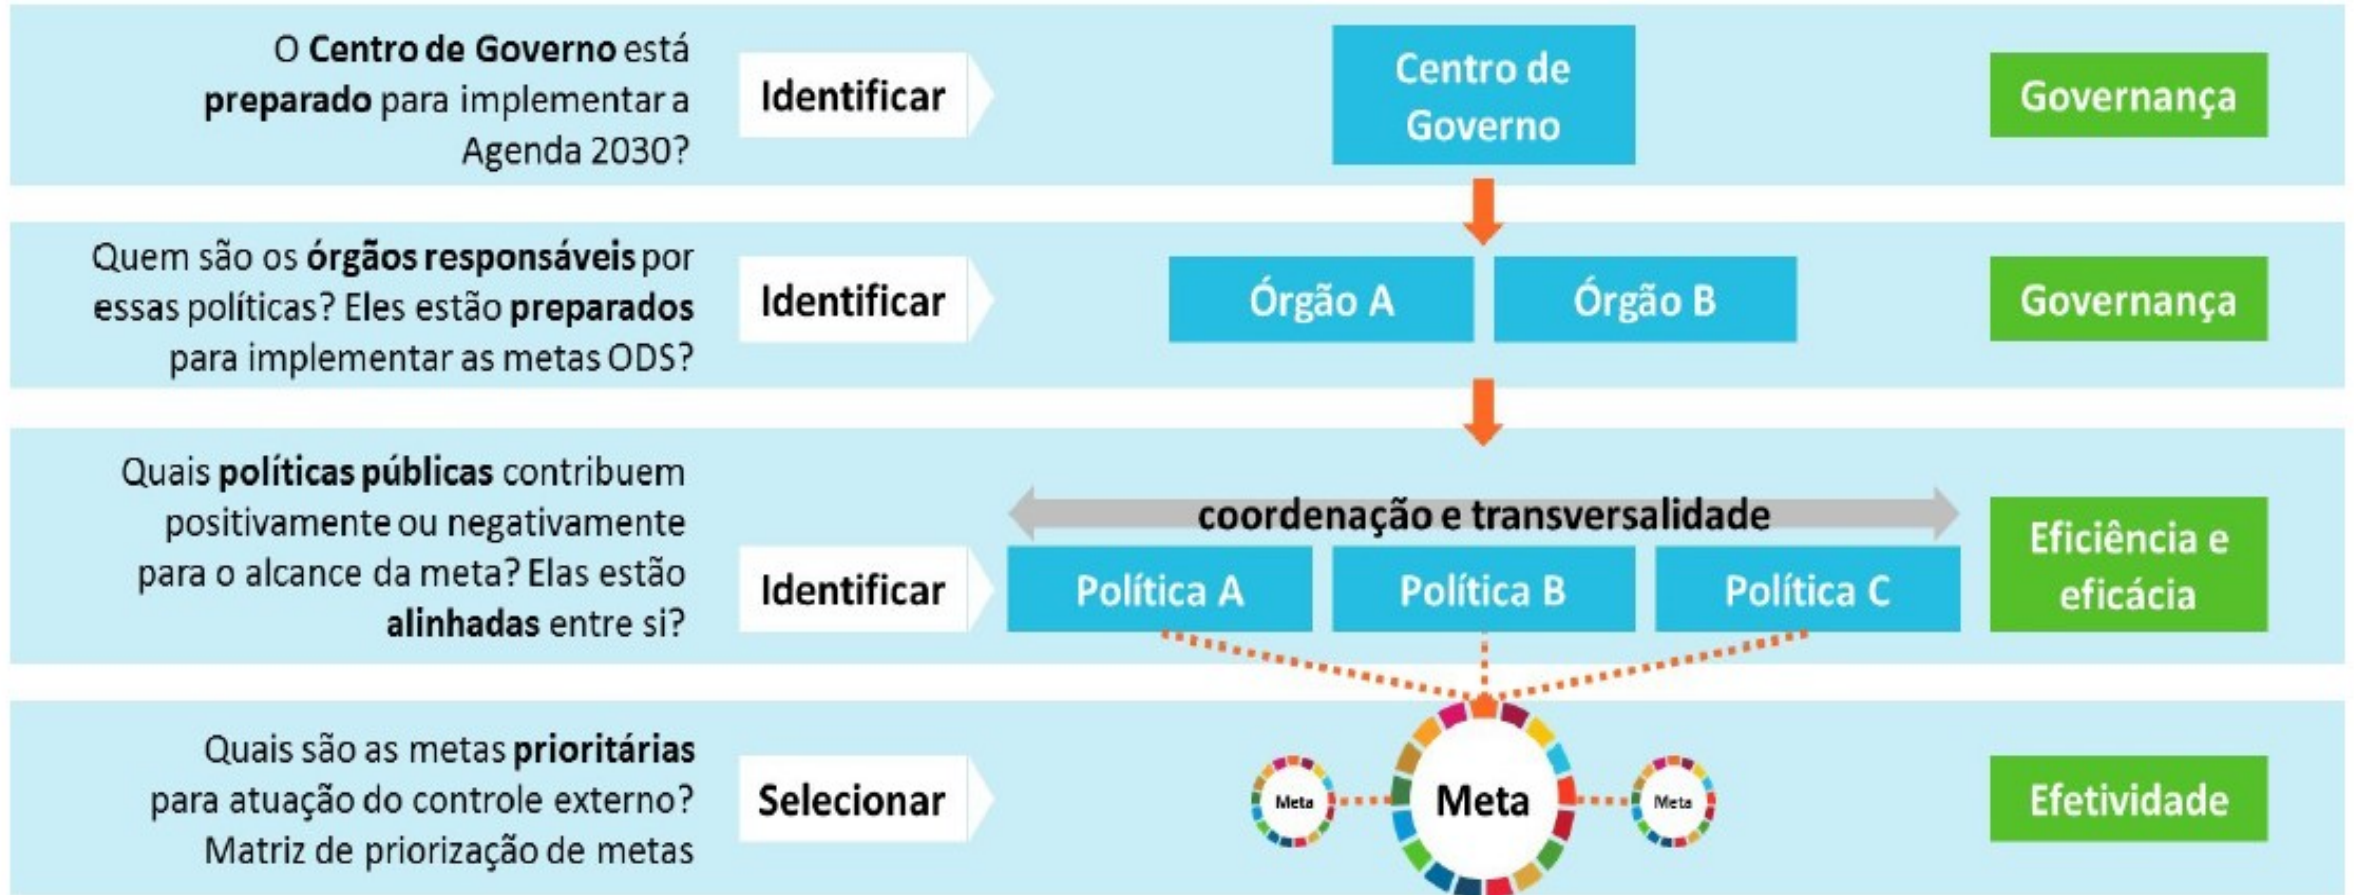 O Centro de Governo está
preparado para implementar a
Agenda 2030?
Identificar
Centro de
Governo
Governança
Quem são os órgãos responsáveis por
essas políticas? Eles estão preparados
para implementar as metas ODS?
Identificar
Órgão A
Órgão B
Governança
Quais políticas públicas contribuem
positivamente ou negativamente
para o alcance da meta? Elas estão
alinhadas entre si?
Identificar
coordenação e transversalidade
Política A
Política B
Política C
Eficiência e
eficácia
Quais são as metas prioritárias
para atuação do controle externo?
Matriz de priorização de metas
Selecionar
Meta
Meta
Meta
Efetividade